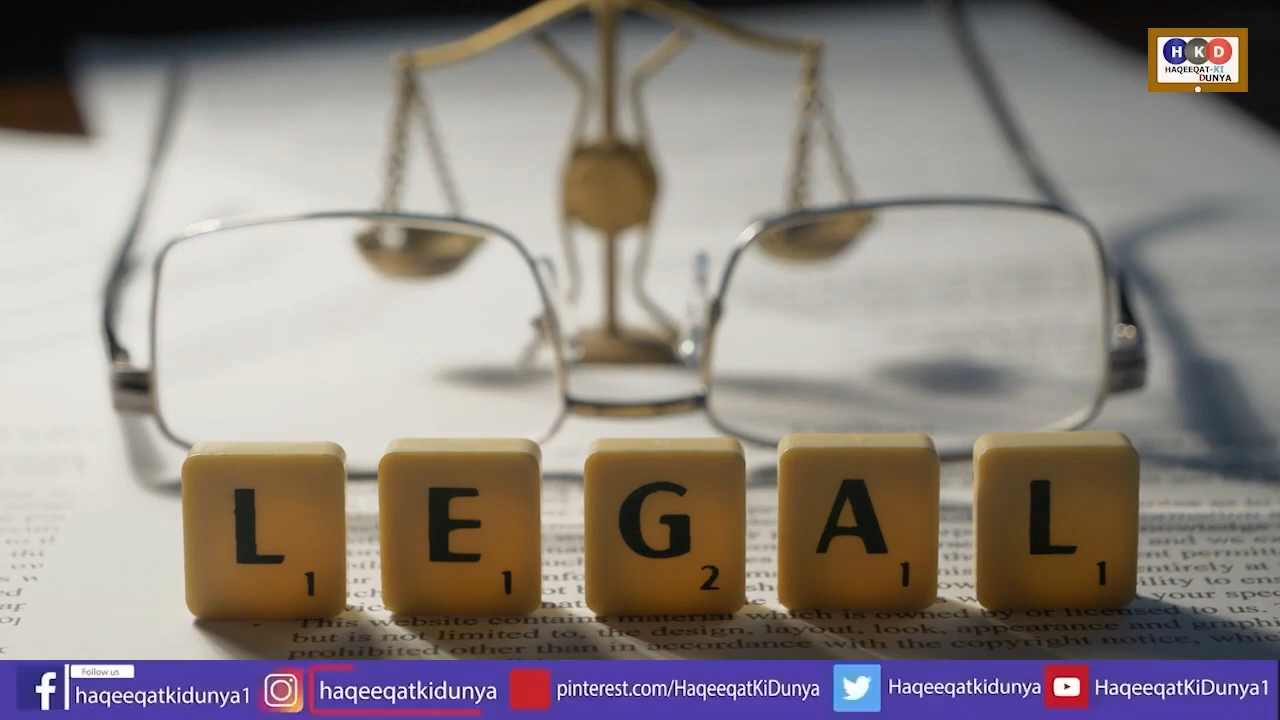 HKD
HAQEEQAT-KI
DUNYA
L1 E1 G2 A1 L1
This website contains material which is owned by or licensed to us.
but is not limited to, the design, layout, look, appearance and graphi
prohibited other than in accordance with the copyright notice, whic
Follow us
haqeeqatkidunya1
haqeeqatkidunya
pinterest.com/HaqeeqatKiDunya
Haqeeqatkidunya
HaqeeqatKiDunya1